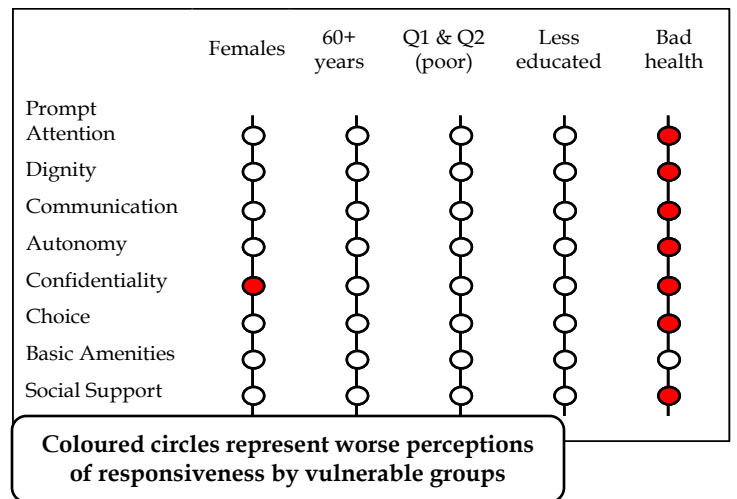 Females
60+
years
Q1 & Q2
(poor)
Less
educated
Bad
health
Prompt
Attention
Dignity
Communication
Autonomy
Confidentiality
Choice
Basic Amenities
Social Support
Coloured circles represent worse perceptions
of responsiveness by vulnerable groups